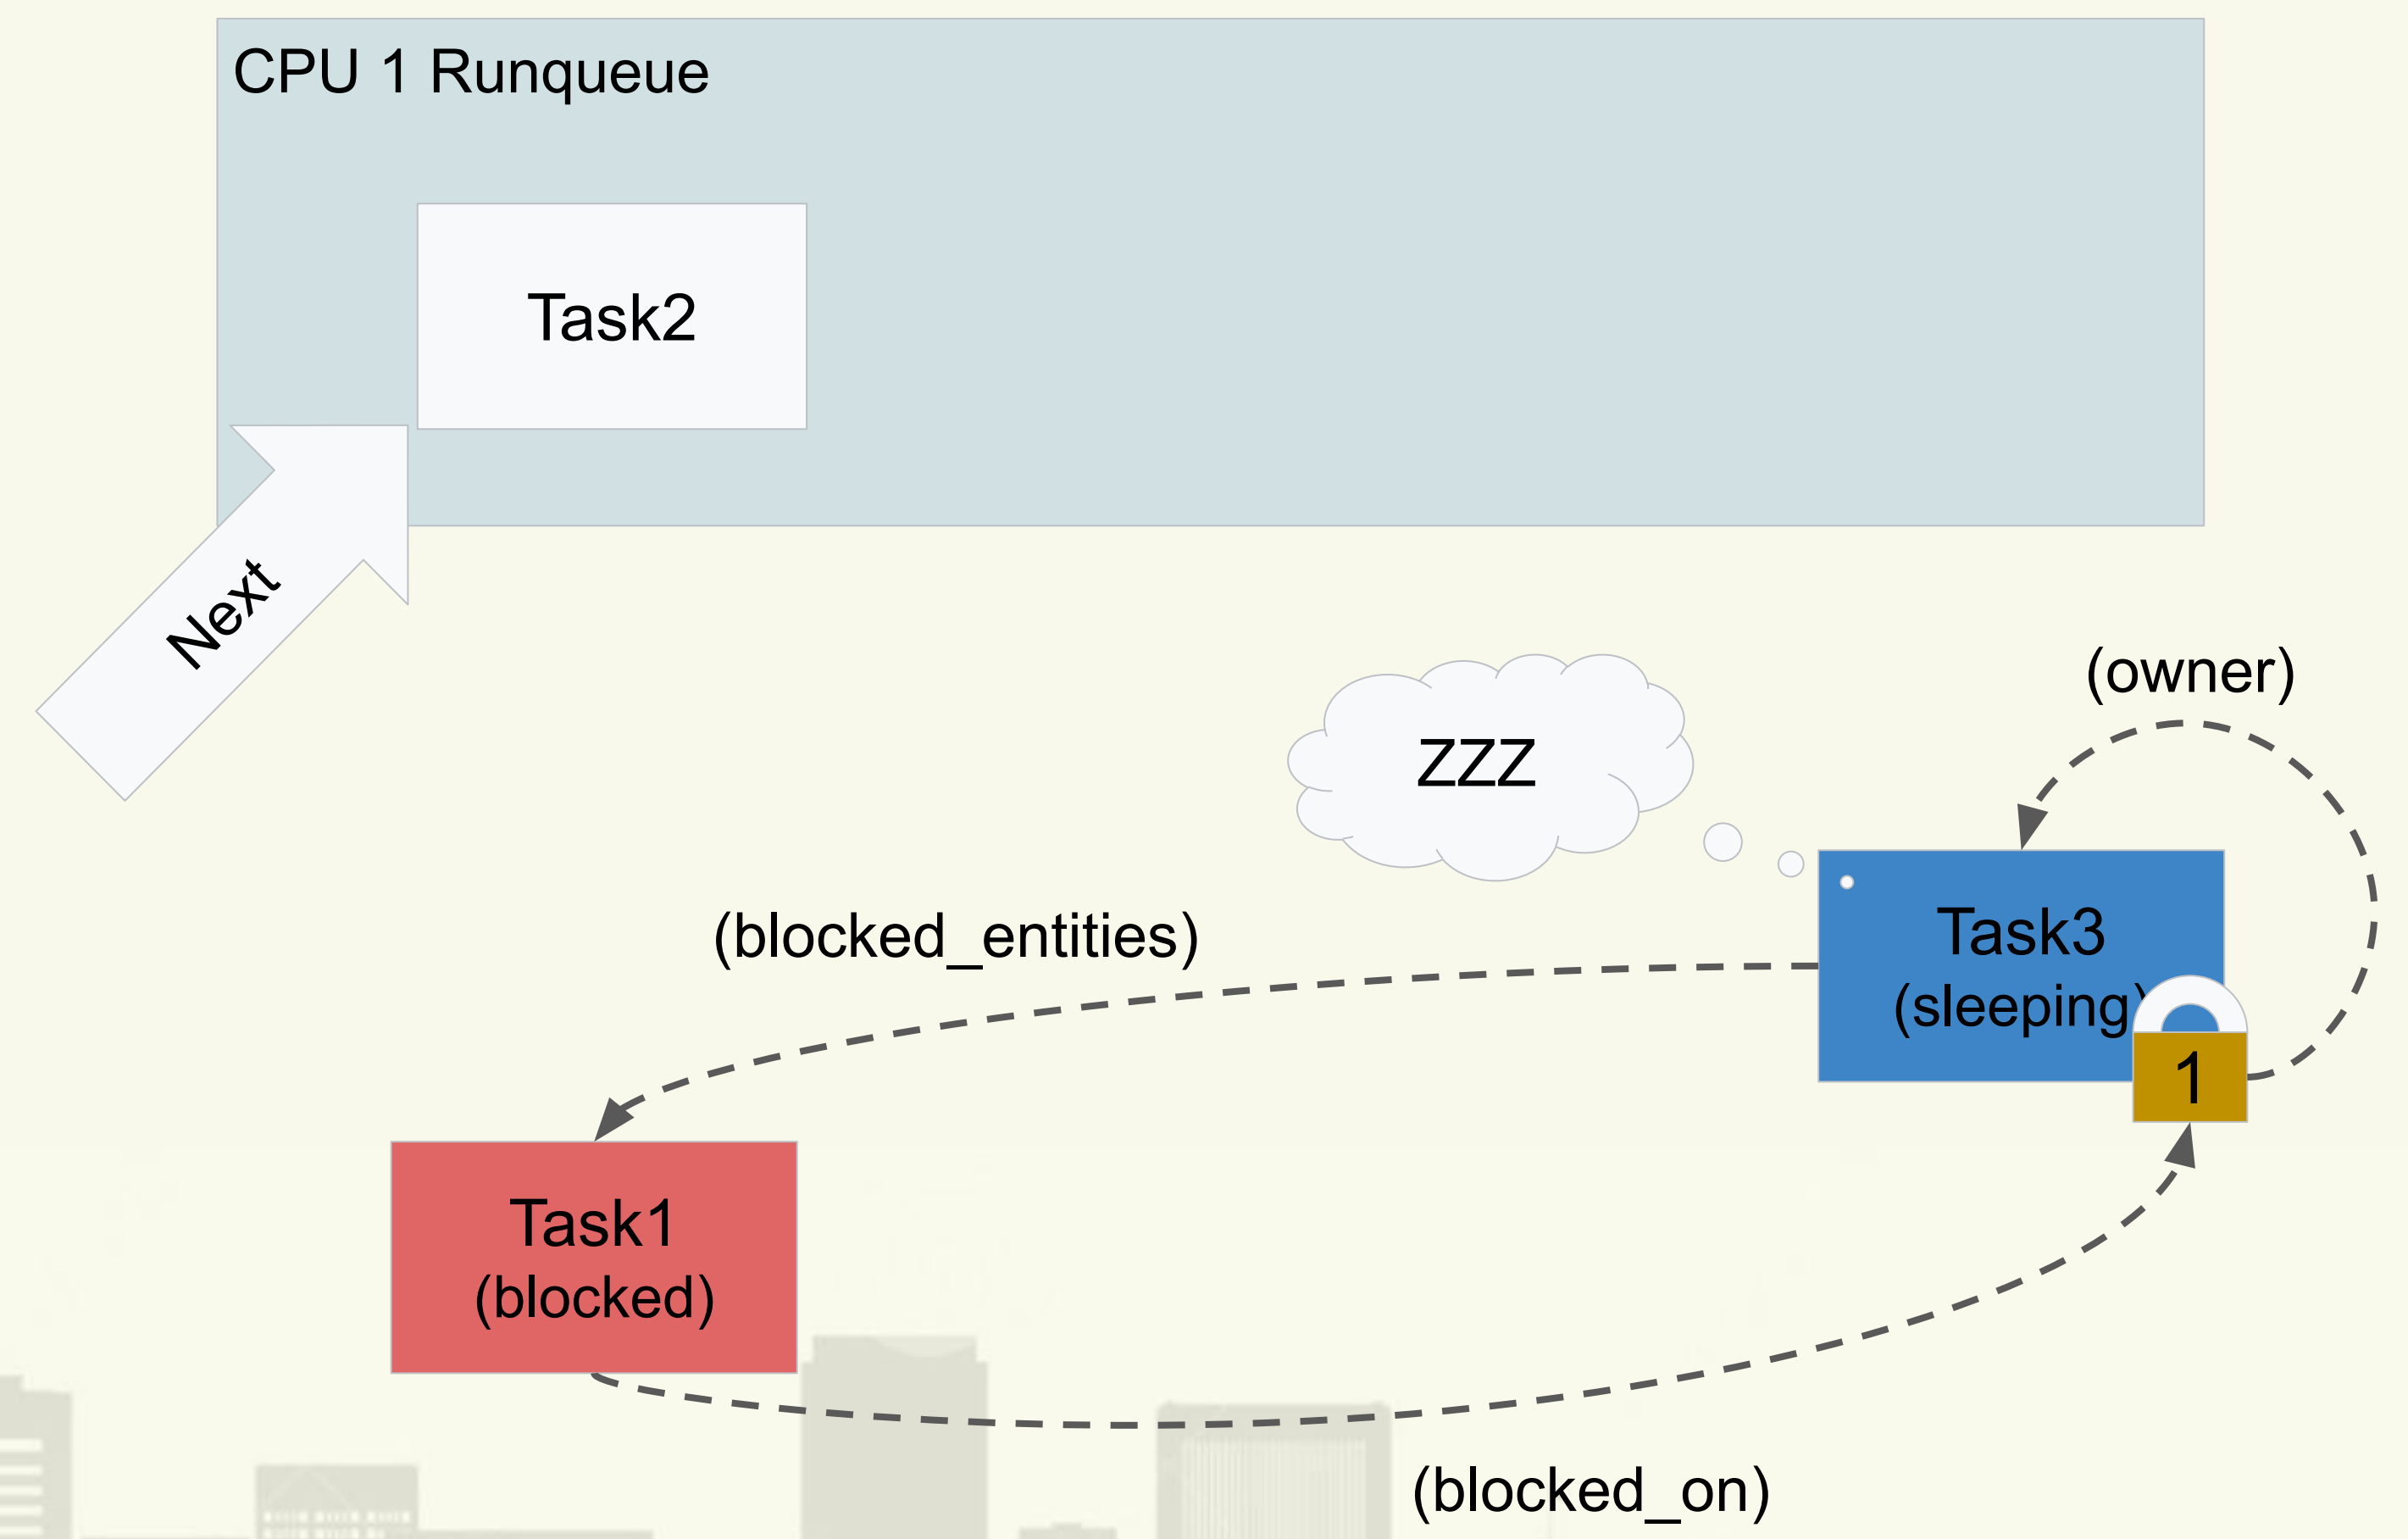 CPU 1 Runqueue
Task2
Next
(owner)
ZZZ
(blocked_entities)
Task3
(sleeping)
1
Task1
(blocked)
(blocked_on)